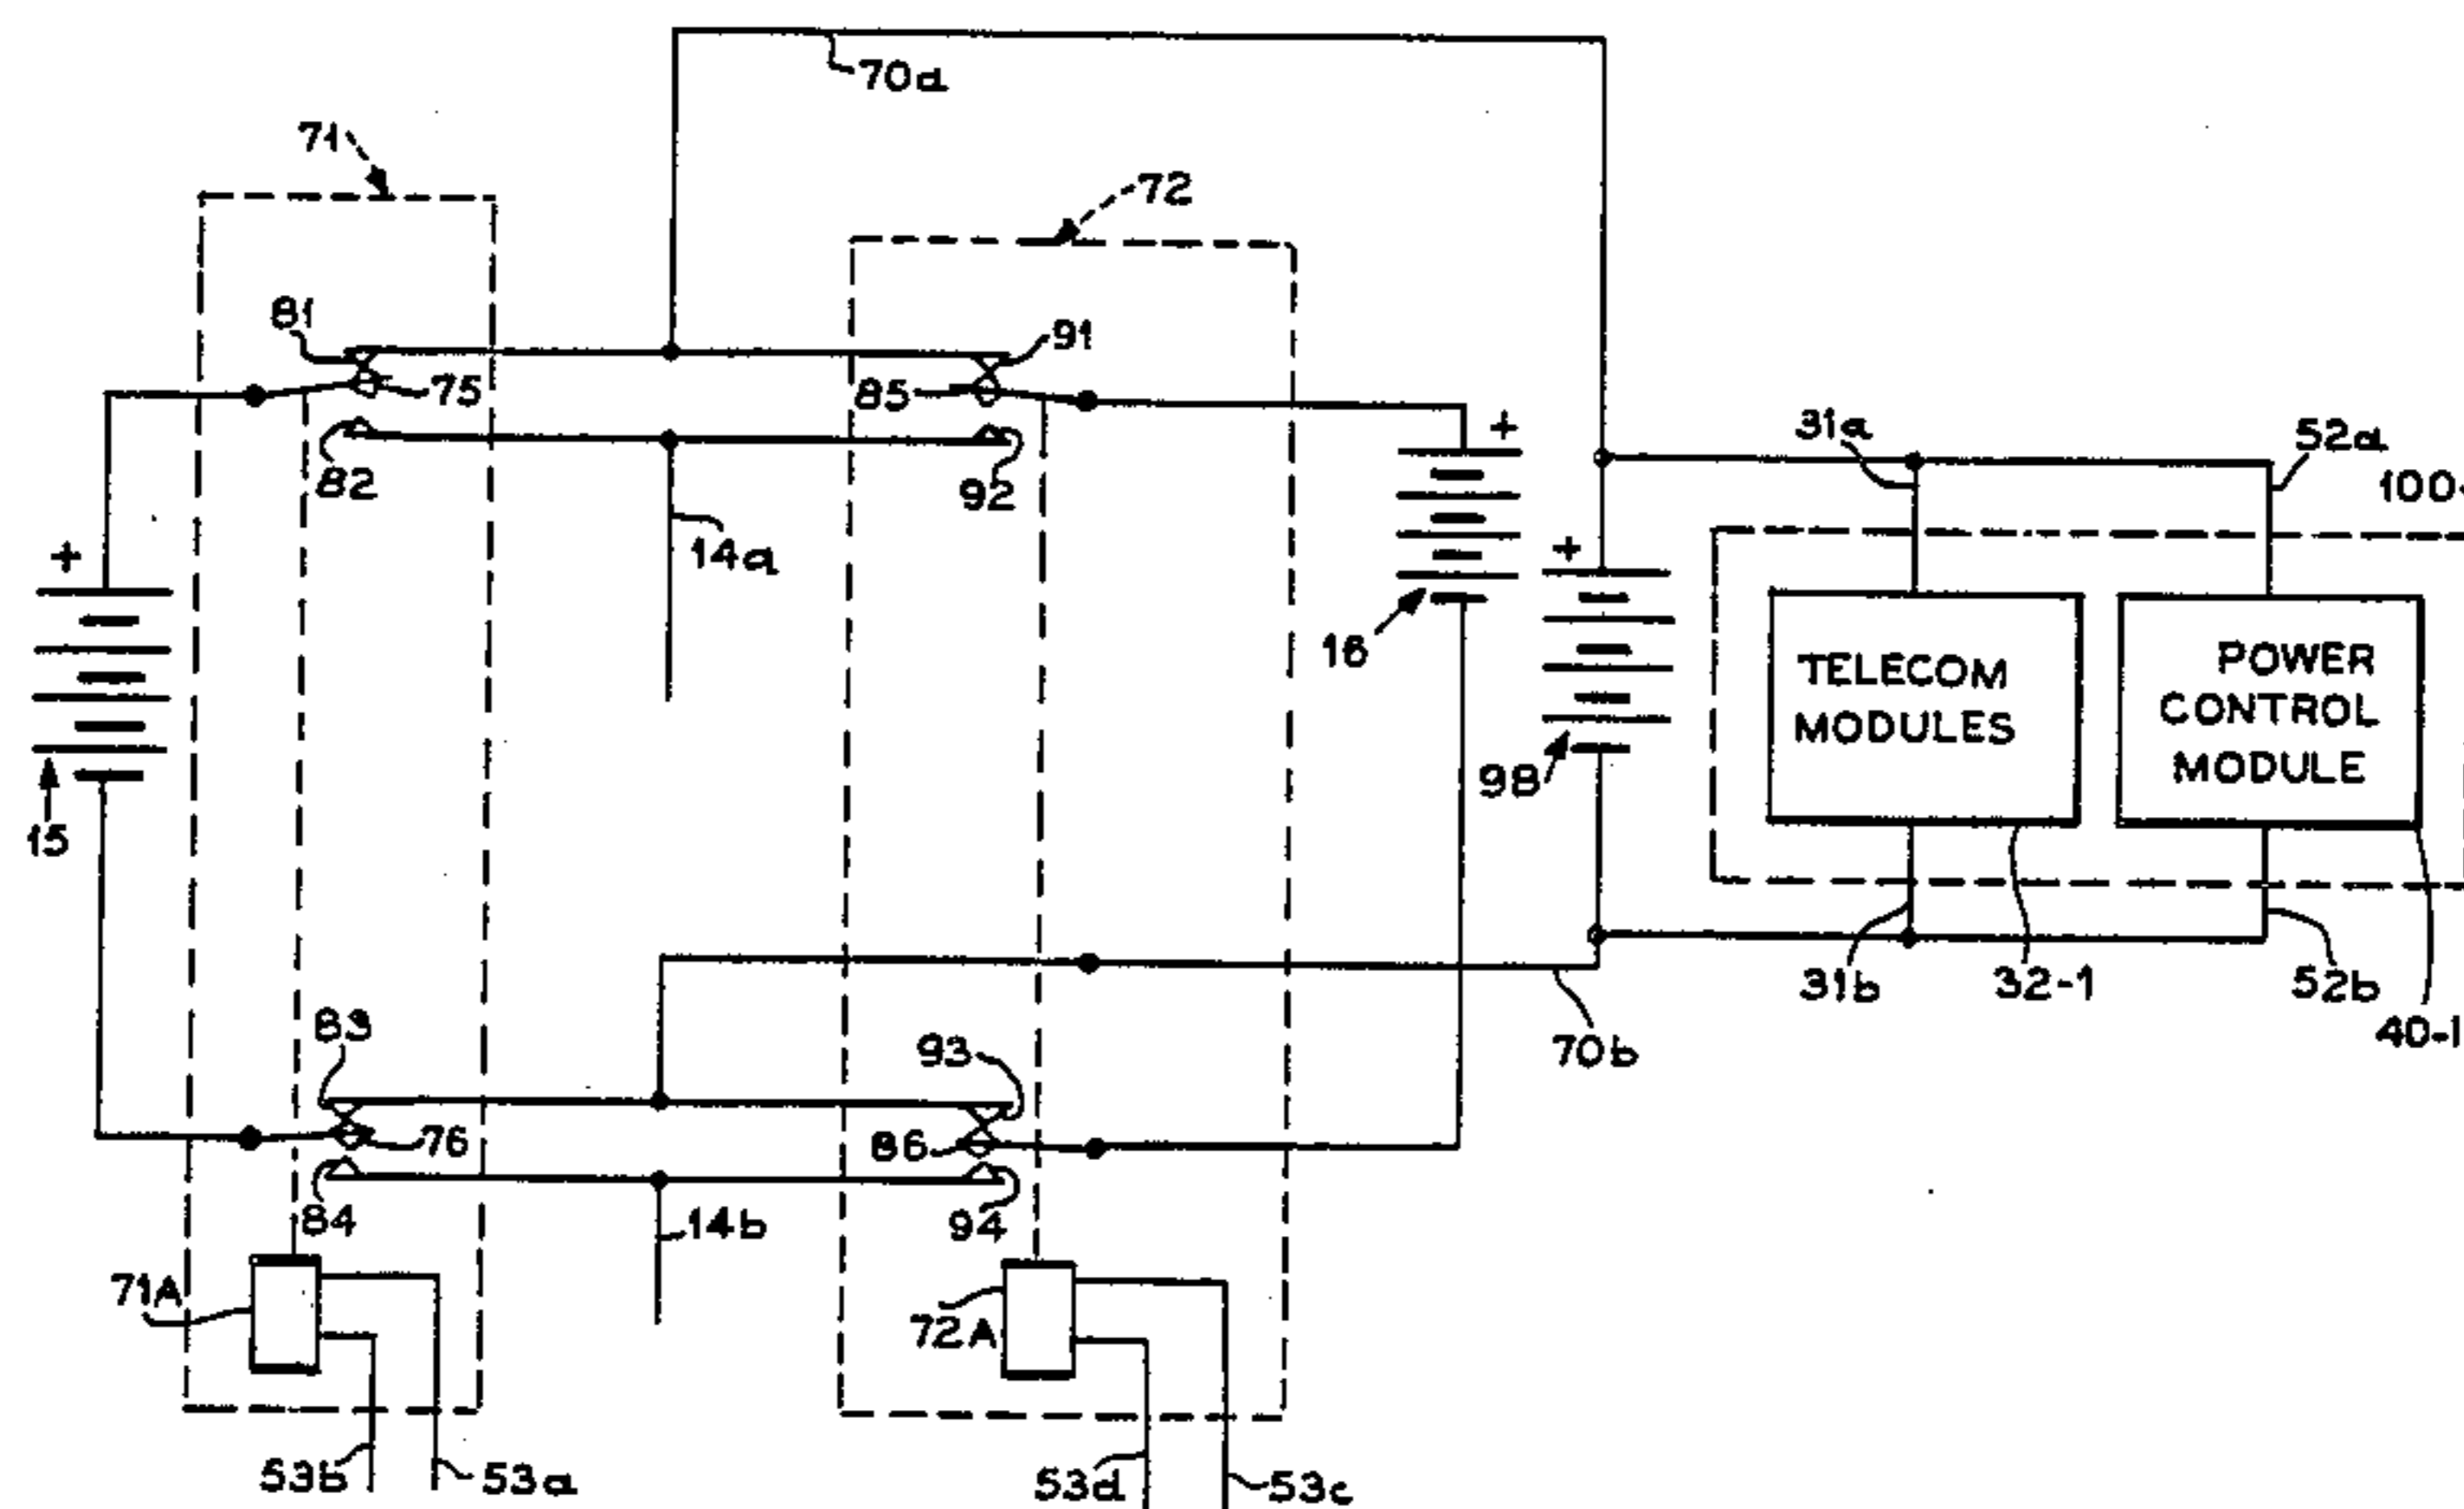 70a
71
72
81
91
75
85
31a
52a
82
92
100
+
14a
+
+
16
TELECOM
MODULES
POWER
CONTROL
MODULE
98
15
83
93
31b
32-1
52b
70b
40-1
76
86
84
14b
94
71A
72A
53b
53a
53d
53c